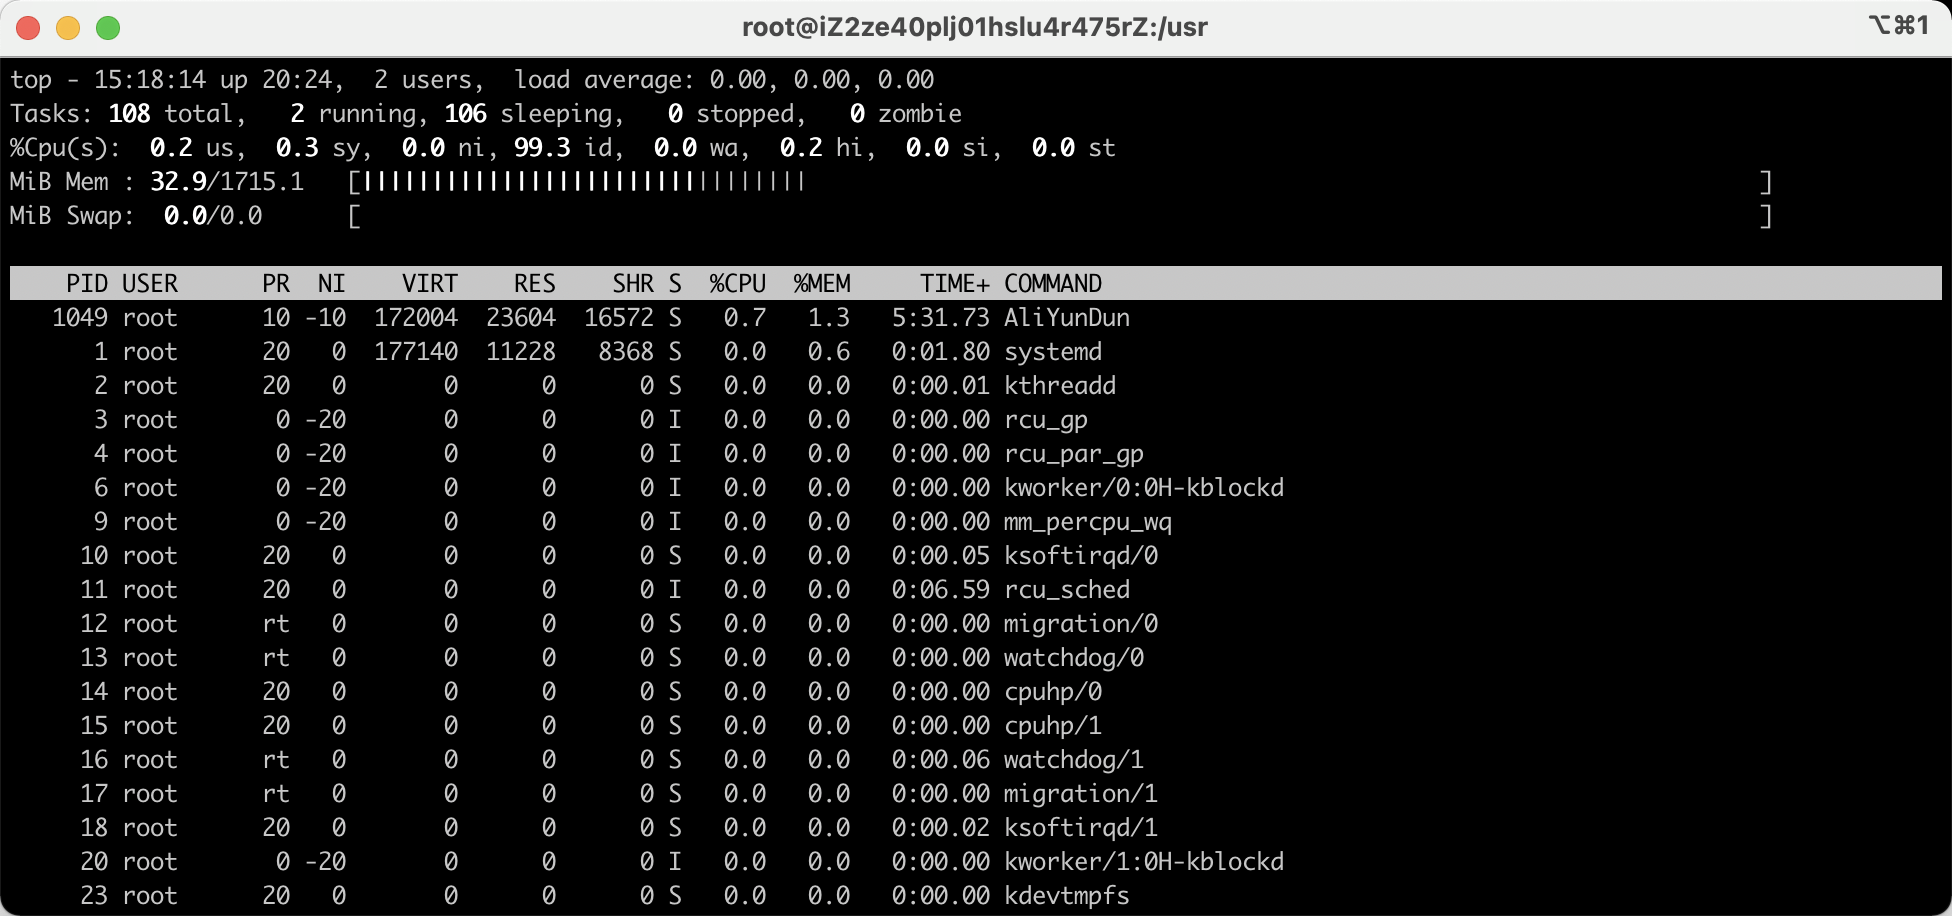 root@iZ2ze40plj01hslu4r475rZ:/usr ⌥⌘1
top - 15:18:14 up 20:24,  2 users,  load average: 0.00, 0.00, 0.00
Tasks: 108 total,   2 running, 106 sleeping,   0 stopped,   0 zombie
%Cpu(s):  0.2 us,  0.3 sy,  0.0 ni, 99.3 id,  0.0 wa,  0.2 hi,  0.0 si,  0.0 st
MiB Mem : 32.9/1715.1   [||||||||||||||||||||||||||||||||                                                                    ]
MiB Swap:  0.0/0.0      [                                                                                                    ]
    PID USER      PR  NI    VIRT    RES    SHR S  %CPU  %MEM     TIME+ COMMAND
   1049 root      10 -10  172004  23604  16572 S   0.7   1.3   5:31.73 AliYunDun
      1 root      20   0  177140  11228   8368 S   0.0   0.6   0:01.80 systemd
      2 root      20   0       0      0      0 S   0.0   0.0   0:00.01 kthreadd
      3 root       0 -20       0      0      0 I   0.0   0.0   0:00.00 rcu_gp
      4 root       0 -20       0      0      0 I   0.0   0.0   0:00.00 rcu_par_gp
      6 root       0 -20       0      0      0 I   0.0   0.0   0:00.00 kworker/0:0H-kblockd
      9 root       0 -20       0      0      0 I   0.0   0.0   0:00.00 mm_percpu_wq
     10 root      20   0       0      0      0 S   0.0   0.0   0:00.05 ksoftirqd/0
     11 root      20   0       0      0      0 I   0.0   0.0   0:06.59 rcu_sched
     12 root      rt   0       0      0      0 S   0.0   0.0   0:00.00 migration/0
     13 root      rt   0       0      0      0 S   0.0   0.0   0:00.00 watchdog/0
     14 root      20   0       0      0      0 S   0.0   0.0   0:00.00 cpuhp/0
     15 root      20   0       0      0      0 S   0.0   0.0   0:00.00 cpuhp/1
     16 root      rt   0       0      0      0 S   0.0   0.0   0:00.06 watchdog/1
     17 root      rt   0       0      0      0 S   0.0   0.0   0:00.00 migration/1
     18 root      20   0       0      0      0 S   0.0   0.0   0:00.02 ksoftirqd/1
     20 root       0 -20       0      0      0 I   0.0   0.0   0:00.00 kworker/1:0H-kblockd
     23 root      20   0       0      0      0 S   0.0   0.0   0:00.00 kdevtmpfs